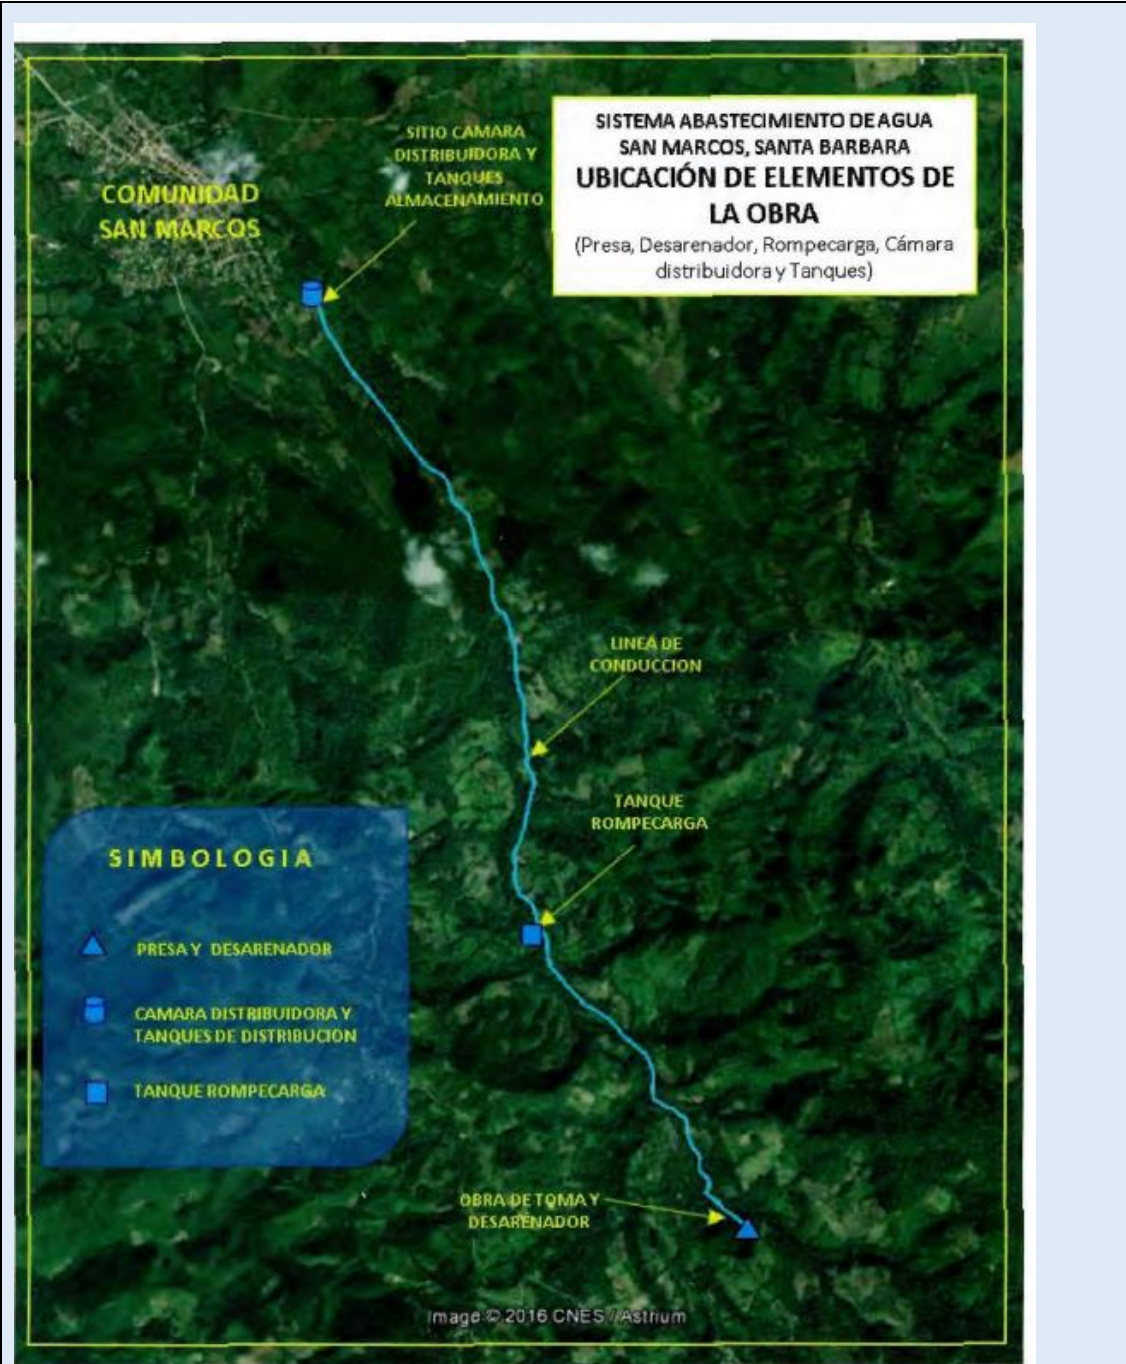 SISTEMA ABASTECIMIENTO DE AGUA
SAN MARCOS, SANTA BARBARA
UBICACIÓN DE ELEMENTOS DE
LA OBRA
(Presa, Desarenador, Rompecarga, Cámara
distribuidora y Tanques)
SITIO CAMARA
DISTRIBUIDORA Y
TANQUES
ALMACENAMIENTO
COMUNIDAD
SAN MARCOS
LINEA DE
CONDUCCION
TANQUE
ROMPECARGA
SIMBOLOGIA
PRESA Y DESARENADOR
CAMARA DISTRIBUIDORA Y
TANQUES DE DISTRIBUCION
TANQUE ROMPECARGA
OBRA DE TOMA Y
DESARENADOR
Image © 2016 CNES / Astrium